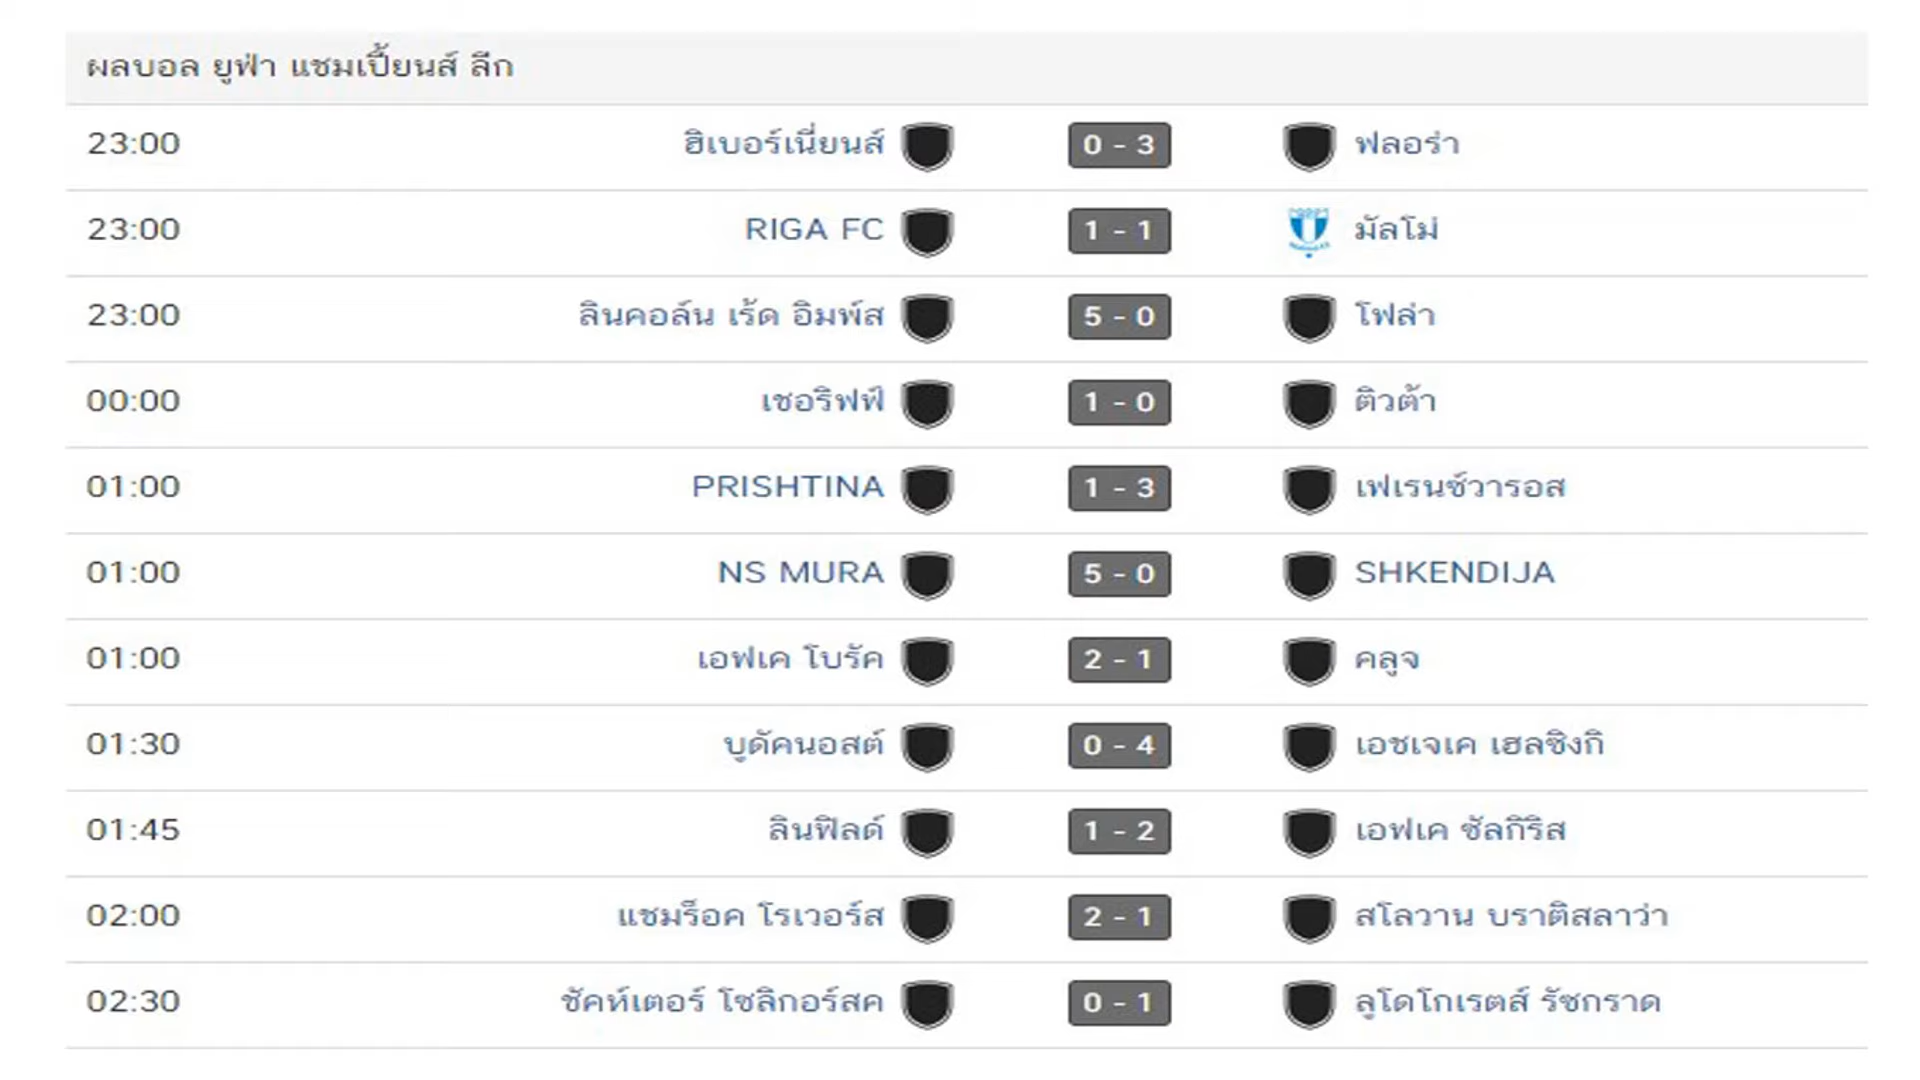 ผลบอล ยูฟ่า แชมเปี้ยนส์ ลีก
23:00 ฮิเบอร์เนี่ยนส์ 0 - 3 ฟลอร่า
23:00 RIGA FC 1 - 1 มัลโม่
23:00 ลินคอล์น เร้ด อิมพ์ส 5 - 0 โฟล่า
00:00 เชอริฟฟ์ 1 - 0 ติวต้า
01:00 PRISHTINA 1 - 3 เฟเรนซ์วารอส
01:00 NS MURA 5 - 0 SHKENDIJA
01:00 เอฟเค โบรัค 2 - 1 คลูจ
01:30 บูดัคนอสต์ 0 - 4 เอชเจเค เฮลซิงกิ
01:45 ลินฟิลด์ 1 - 2 เอฟเค ซัลกิริส
02:00 แชมร็อค โรเวอร์ส 2 - 1 สโลวาน บราติสลาว่า
02:30 ชัคห์เตอร์ โซลิกอร์สค 0 - 1 ลูโดโกเรตส์ รัซกราด